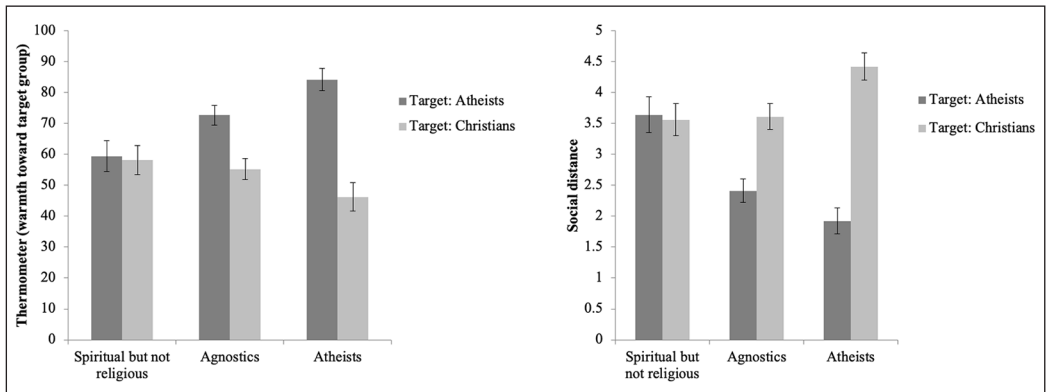 Thermometer (warmth toward target group)
100
90
80
70
60
50
40
30
20
10
0
Spiritual but not
religious
Agnostics
Atheists
Target: Atheists
Target: Christians
Social distance
5
4.5
4
3.5
3
2.5
2
1.5
1
0.5
0
Spiritual but
not religious
Agnostics
Atheists
Target: Atheists
Target: Christians